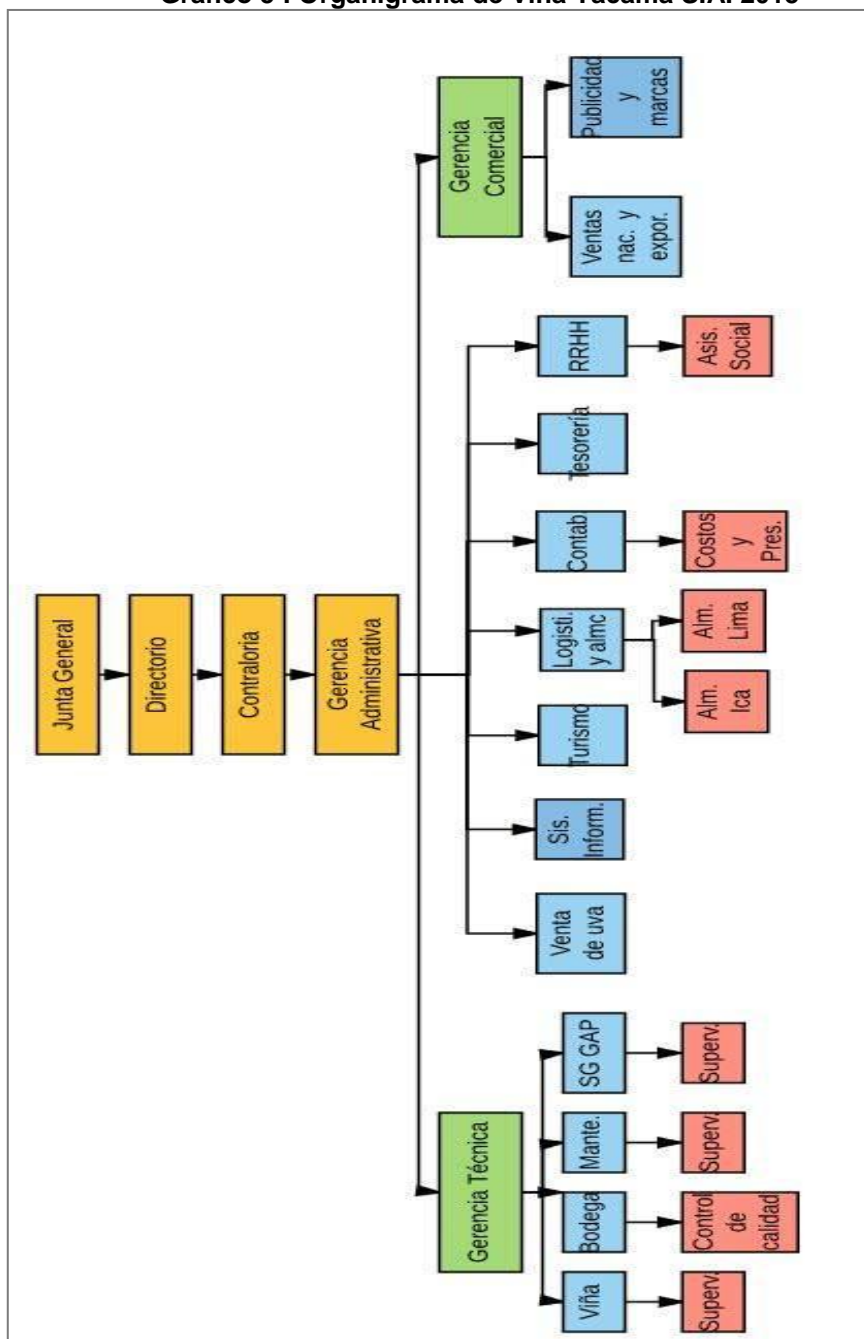 Gráfico 3 : Organigrama de Viña Tacama S.A. 2018
Junta General
Directorio
Contraloria
Gerencia
Administrativa
Gerencia Técnica
Gerencia
Comercial
Viña
Bodega
Mante.
SG GAP
Venta
de uva
Sis.
Inform.
Turismo
Logisti.
y almc
Contab
Tesorería
RRHH
Ventas
nac. y
expor.
Publicidad
y
marcas
Superv.
Control
de
calidad
Superv.
Superv.
Alm.
Ica
Alm.
Lima
Costos
y
Pres.
Asis.
Social